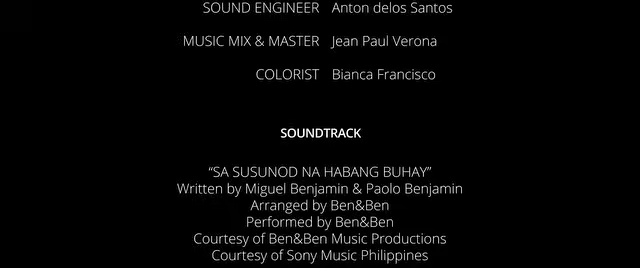 SOUND ENGINEER Anton delos Santos
MUSIC MIX & MASTER Jean Paul Verona
COLORIST Bianca Francisco
SOUNDTRACK
“SA SUSUNOD NA HABANG BUHAY”
Written by Miguel Benjamin & Paolo Benjamin
Arranged by Ben&Ben
Performed by Ben&Ben
Courtesy of Ben&Ben Music Productions
Courtesy of Sony Music Philippines